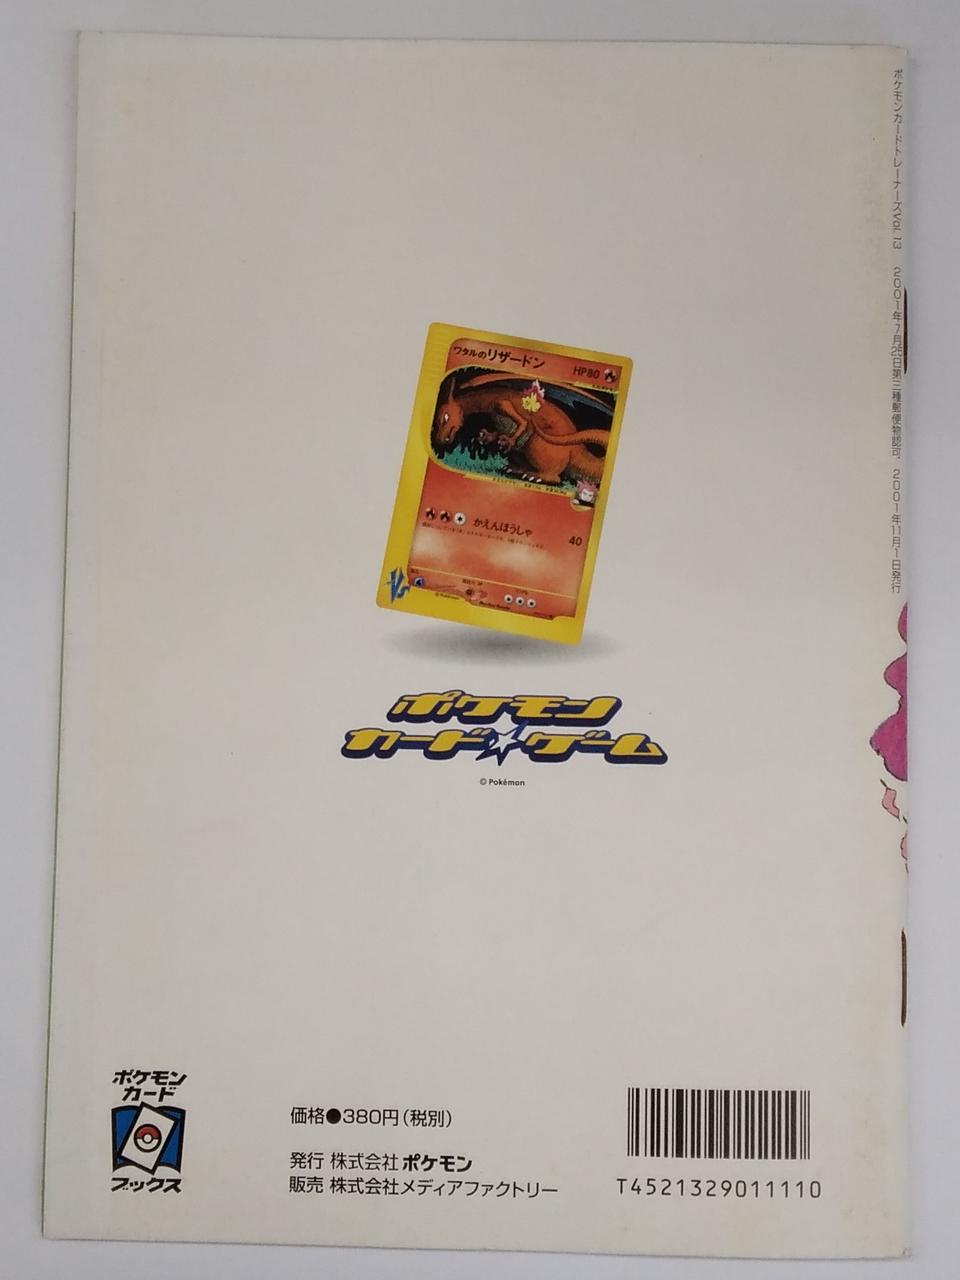 ポケモンカードトレーナーズVol.13 2001年7月25日第三種郵便物認可 2001年11月1日発行
ワタルのリザードン
HP80
かえんほうしゃ
40
VS
ポケモン
カード☆ゲーム
© Pokémon
ポケモン
カード
ブックス
価格●380円(税別)
発行 株式会社 ポケモン
販売 株式会社メディアファクトリー
T4521329011110